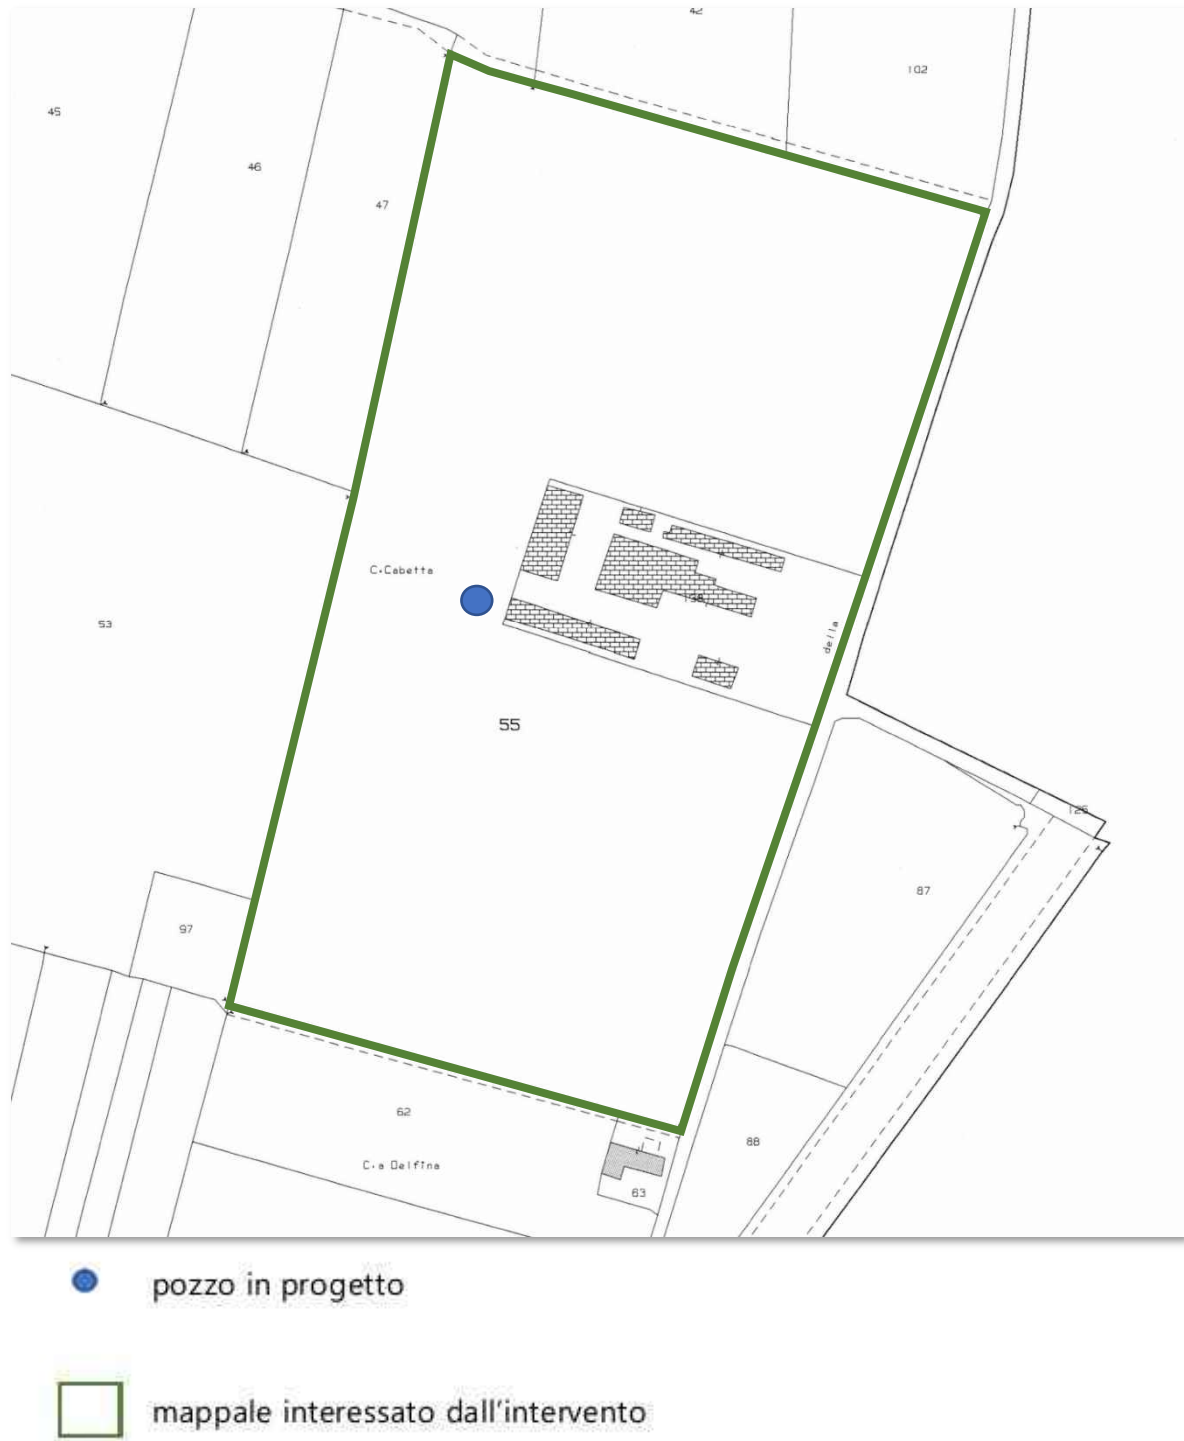 42
102
45
46
47
C.Cabetta
53
della
55
126
87
97
62
88
C.a Delfina
63
pozzo in progetto
mappale interessato dall'intervento